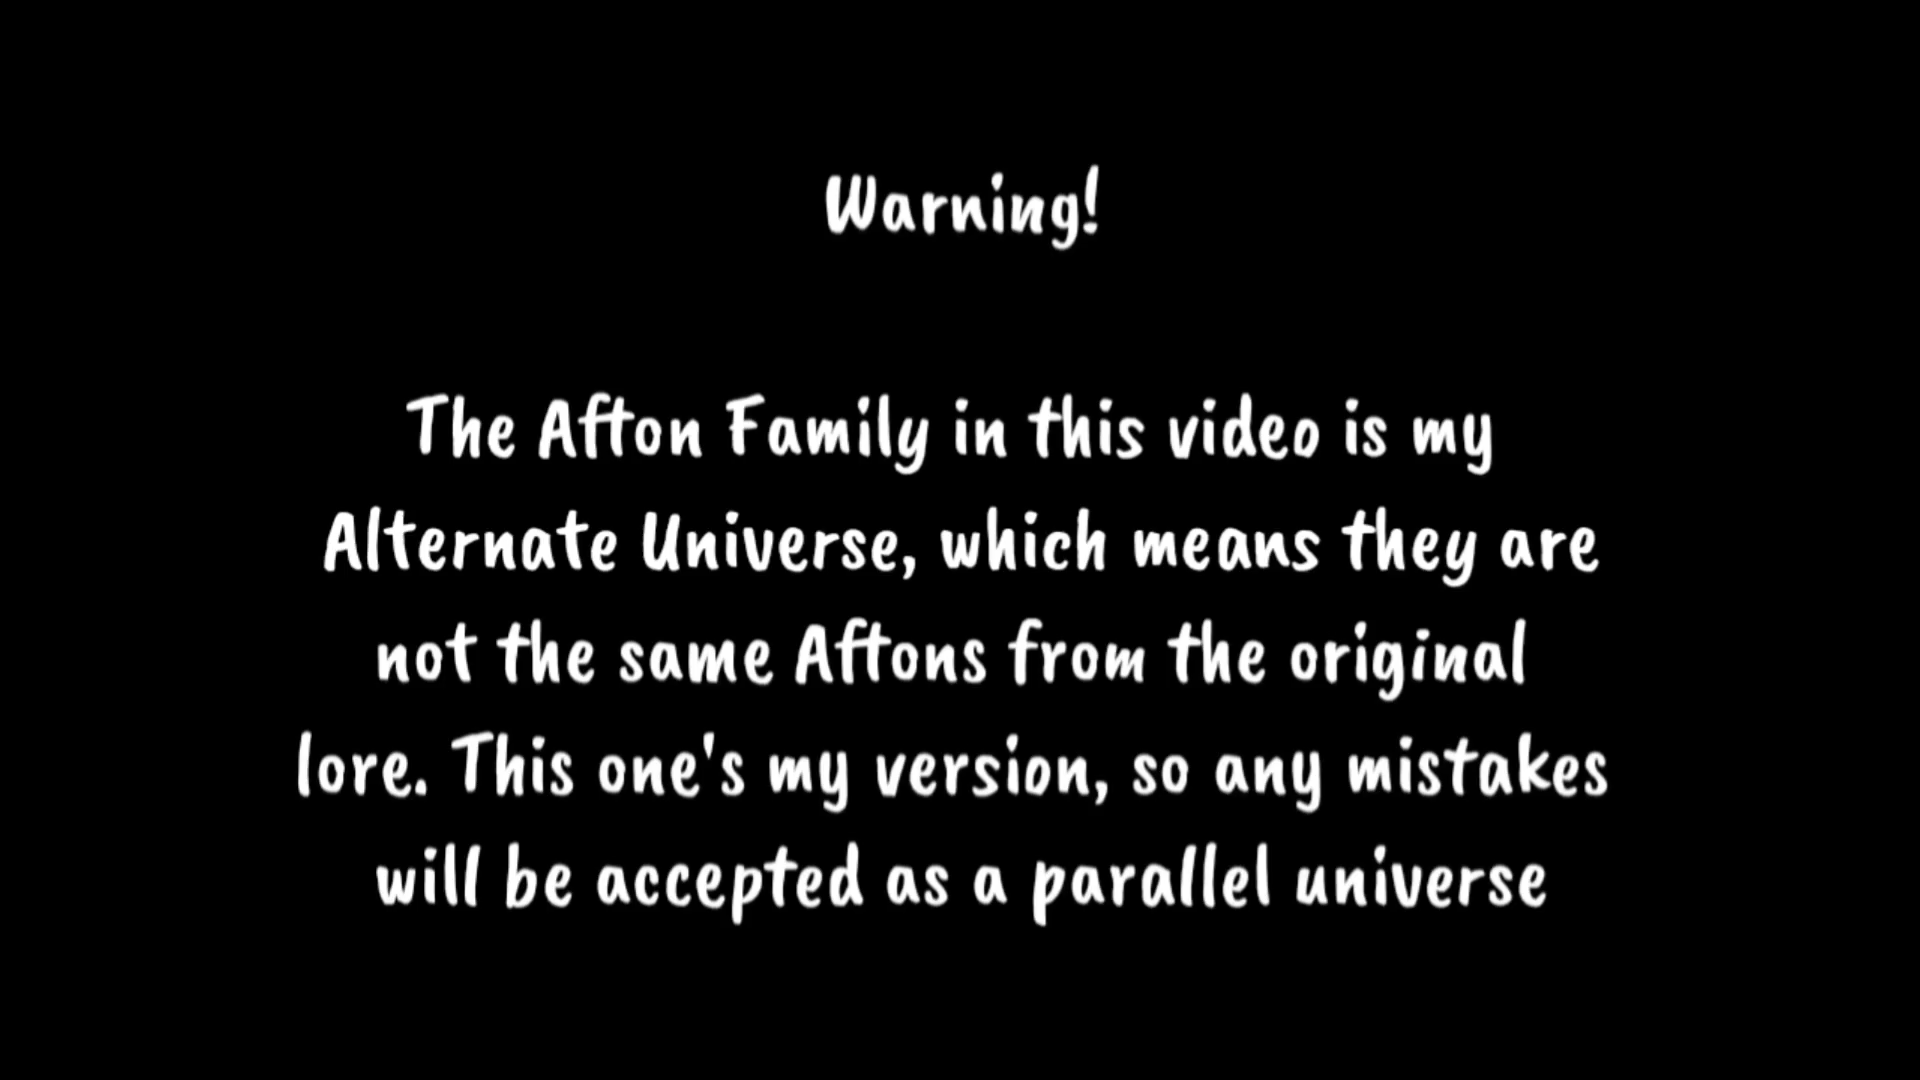 Warning!
The Afton Family in this video is my
Alternate Universe, which means they are
not the same Aftons from the original
lore. This one's my version, so any mistakes
will be accepted as a parallel universe